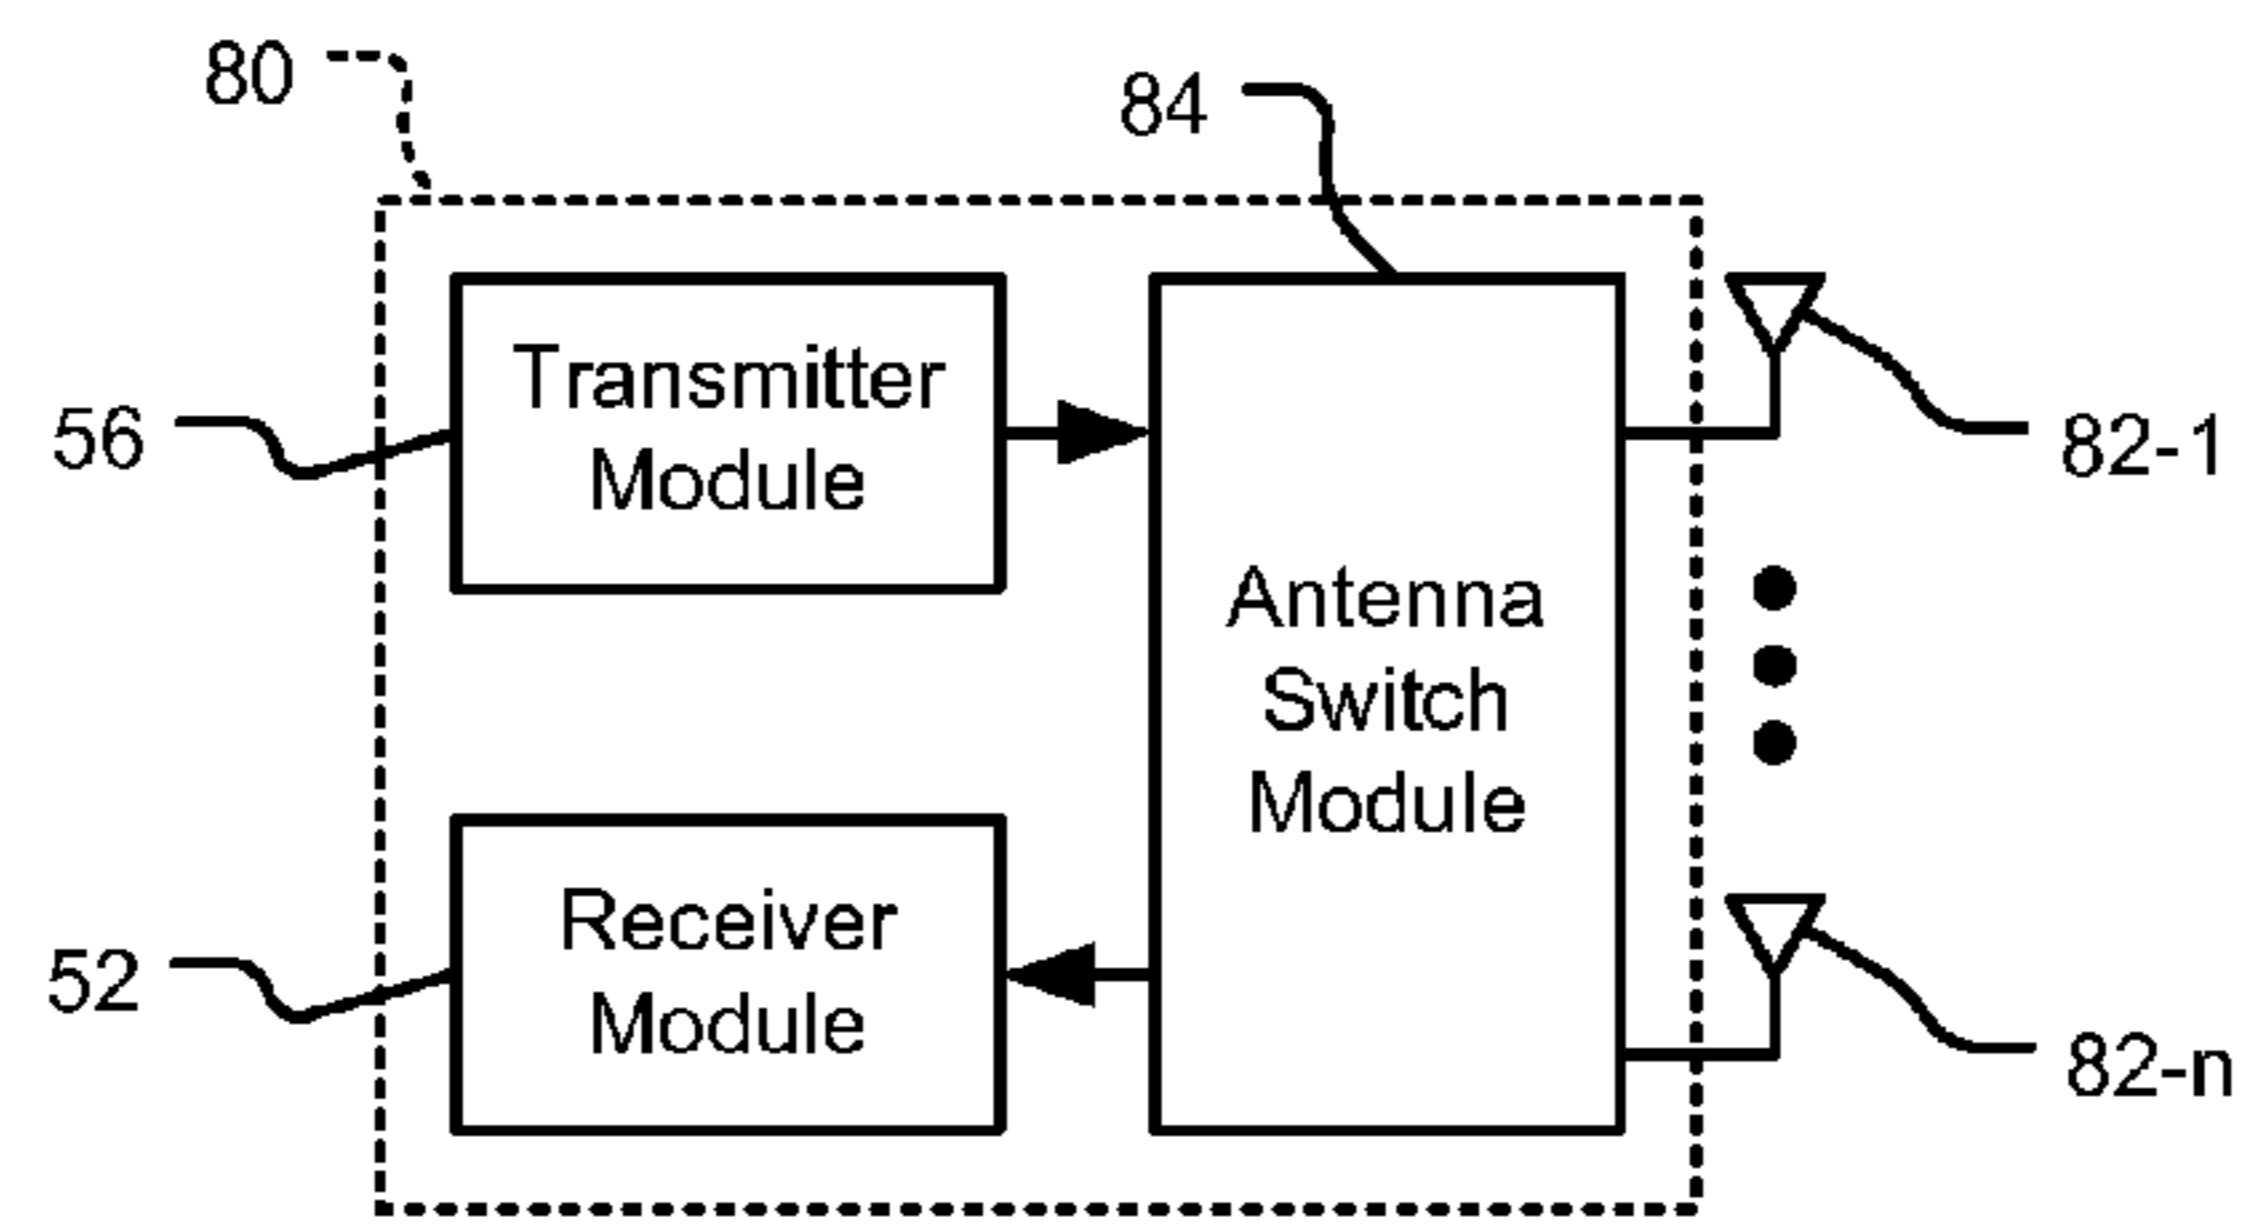 80
84
Transmitter
Module
56
82-1
Antenna
Switch
Module
Receiver
Module
52
82-n